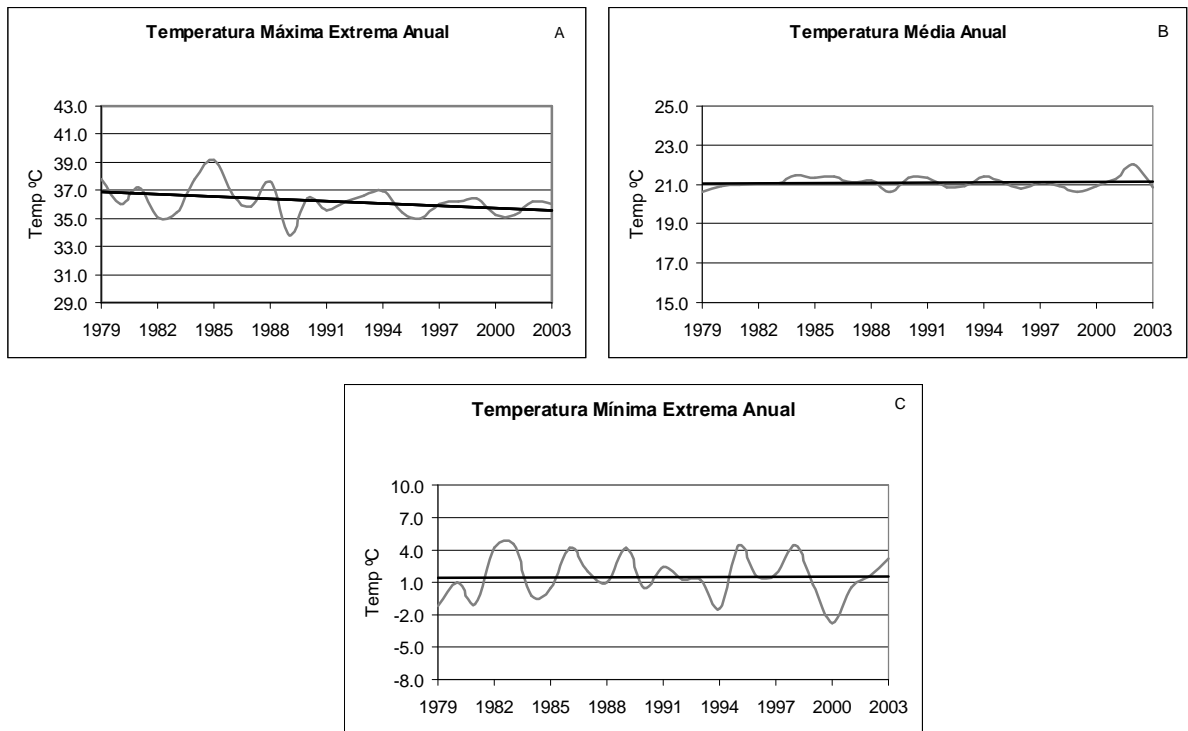 Temperatura Máxima Extrema Anual
A
Temp ºC
43.0
41.0
39.0
37.0
35.0
33.0
31.0
29.0
1979 1982 1985 1988 1991 1994 1997 2000 2003
Temperatura Média Anual
B
Temp ºC
25.0
23.0
21.0
19.0
17.0
15.0
1979 1982 1985 1988 1991 1994 1997 2000 2003
Temperatura Mínima Extrema Anual
C
Temp ºC
10.0
7.0
4.0
1.0
-2.0
-5.0
-8.0
1979 1982 1985 1988 1991 1994 1997 2000 2003